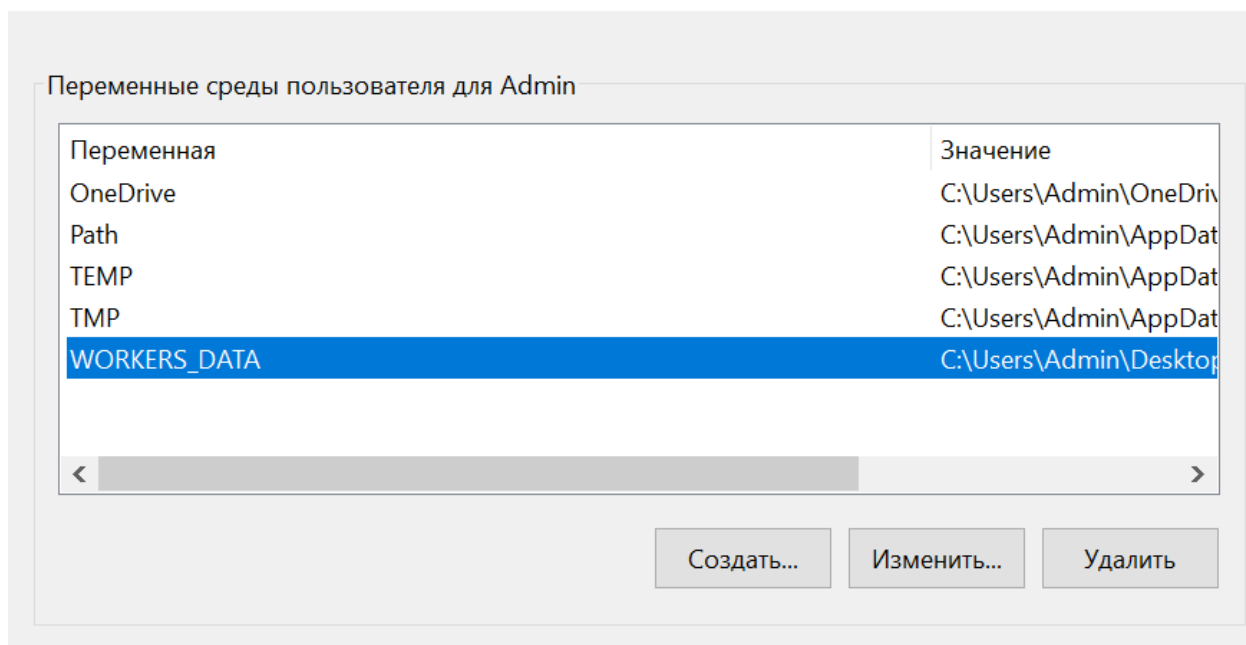 Переменные среды пользователя для Admin
Переменная Значение
OneDrive C:\Users\Admin\OneDriv
Path C:\Users\Admin\AppDat
TEMP C:\Users\Admin\AppDat
TMP C:\Users\Admin\AppDat
WORKERS_DATA C:\Users\Admin\Desktop
Создать... Изменить... Удалить